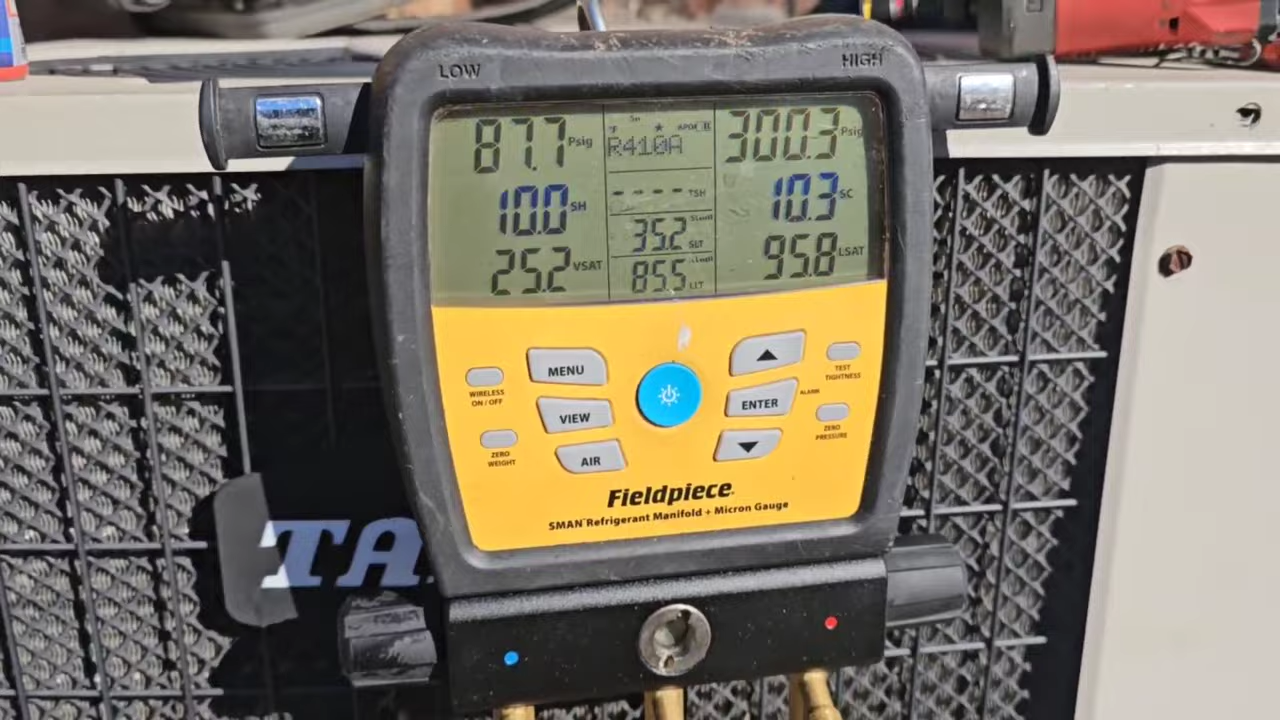 LOW HIGH
87.7 Psig
R410A
300.3 Psig
10.0 SH
---- TSH
10.3 SC
35.2 SLT
25.2 VSAT
85.5 LLT
95.8 LSAT
MENU
WIRELESS
ON / OFF
VIEW
ZERO
WEIGHT
AIR
TEST
TIGHTNESS
ENTER
ALARM
ZERO
PRESSURE
Fieldpiece
SMAN Refrigerant Manifold + Micron Gauge
TA